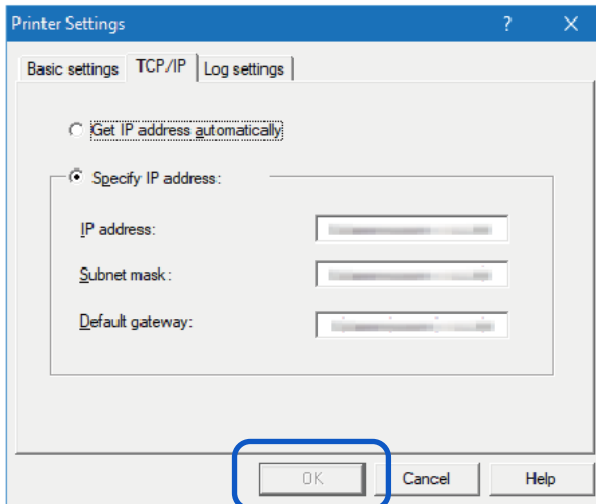 Printer Settings ? X
Basic settings TCP/IP Log settings
Get IP address automatically
Specify IP address:
IP address:
Subnet mask:
Default gateway:
OK Cancel Help